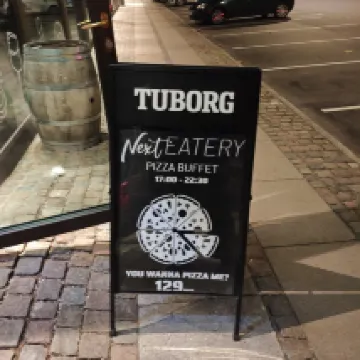 TUBORG
Next EATERY
PIZZA BUFFET
17:00 - 22:30
YOU WANNA PIZZA ME?
129,-